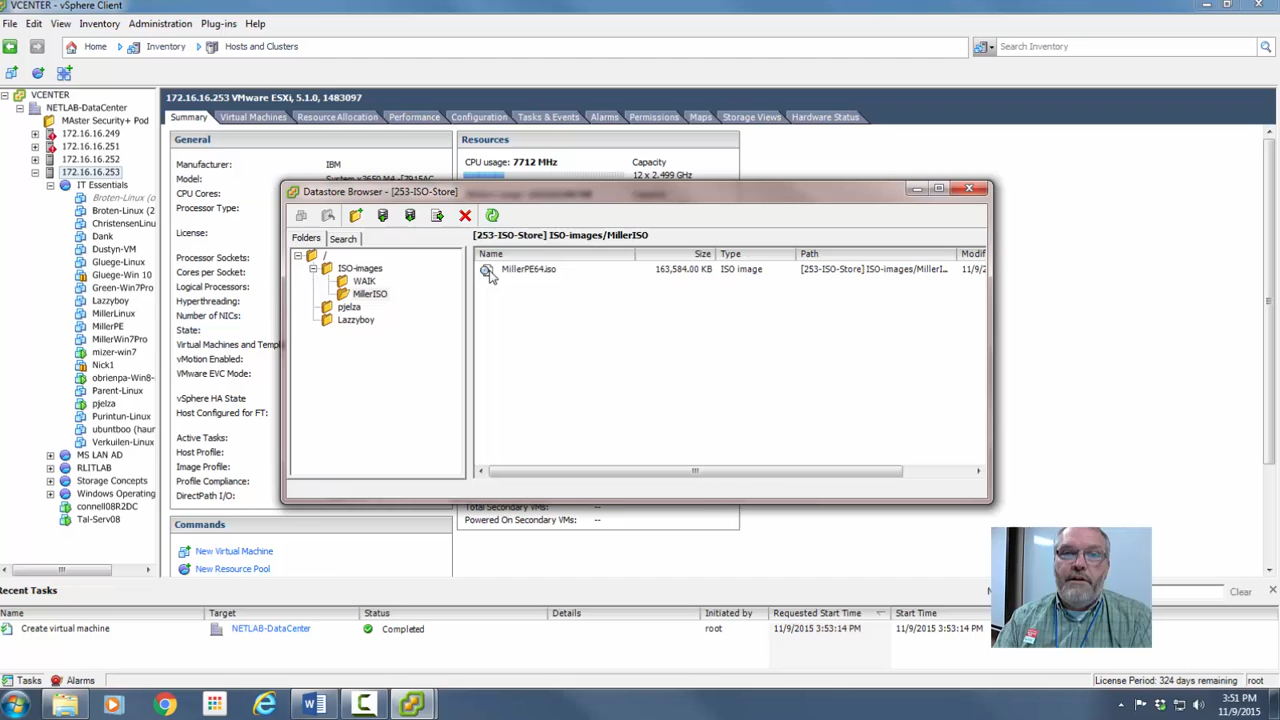 VCENTER - vSphere Client
File Edit View Inventory Administration Plug-ins Help
Home Inventory Hosts and Clusters Search Inventory
VCENTER
NETLAB-DataCenter
MAster Security+ Pod
172.16.16.249
172.16.16.251
172.16.16.252
172.16.16.253
IT Essentials
Broten-Linux (
Broten-Linux (2
ChristensenLinu
Dank
Dustyn-VM
Gluege-Linux
Gluege-Win 10
Green-Win7Pro
Lazzyboy
MillerLinux
MillerPE
MillerWin7Pro
mizer-win7
Nick1
obrienpa-Win8-
Parent-Linux
pjelza
Purintun-Linux
ubuntboo (haur
Verkuilen-Linux
MS LAN AD
RLITLAB
Storage Concepts
Windows Operating
connell08R2DC
Tal-Serv08
172.16.16.253 VMware ESXi, 5.1.0, 1483097
Summary Virtual Machines Resource Allocation Performance Configuration Tasks & Events Alarms Permissions Maps Storage Views Hardware Status
General
Manufacturer: IBM
Model: System x3650 M4 -[7915AC
CPU Cores:
Processor Type:
License:
Processor Sockets:
Cores per Socket:
Logical Processors:
Hyperthreading:
Number of NICs:
State:
Virtual Machines and Templ
vMotion Enabled:
VMware EVC Mode:
vSphere HA State
Host Configured for FT:
Active Tasks:
Host Profile:
Image Profile:
Profile Compliance:
DirectPath I/O:
Resources
CPU usage: 7712 MHz Capacity
12 x 2.499 GHz
Datastore Browser - [253-ISO-Store]
Folders Search
/
ISO-images
WAIK
MillerISO
pjelza
Lazzyboy
[253-ISO-Store] ISO-images/MillerISO
Name Size Type Path Modif
MillerPE64.iso 163,584.00 KB ISO image [253-ISO-Store] ISO-images/MillerI... 11/9/2
Total Secondary VMs: --
Powered On Secondary VMs: --
Commands
New Virtual Machine
New Resource Pool
Recent Tasks Clear
Name Target Status Details Initiated by Requested Start Time Start Time
Create virtual machine NETLAB-DataCenter Completed root 11/9/2015 3:53:14 PM 11/9/2015 3:53:14 PM
Tasks Alarms License Period: 324 days remaining root
3:51 PM
11/9/2015